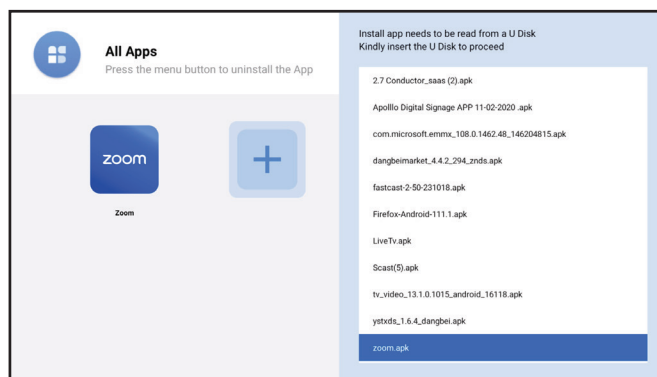 All Apps
Press the menu button to uninstall the App
zoom
Zoom
Install app needs to be read from a U Disk
Kindly insert the U Disk to proceed
2.7 Conductor_saas (2).apk
Apolllo Digital Signage APP 11-02-2020 .apk
com.microsoft.emmx_108.0.1462.48_146204815.apk
dangbeimarket_4.4.2_294_znds.apk
fastcast-2-50-231018.apk
Firefox-Android-111.1.apk
LiveTv.apk
Scast(5).apk
tv_video_13.1.0.1015_android_16118.apk
ystxds_1.6.4_dangbei.apk
zoom.apk